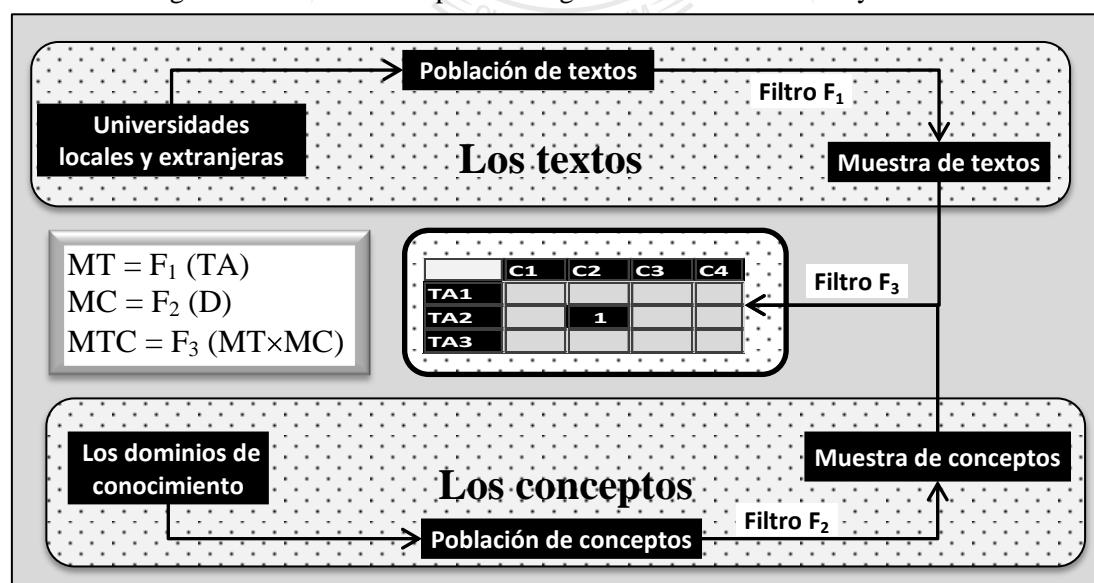 Población de textos
Filtro F₁
Universidades
locales y extranjeras
Los textos
Muestra de textos
MT = F₁ (TA)
MC = F₂ (D)
MTC = F₃ (MT×MC)
C1 C2 C3 C4
TA1
TA2 1
TA3
Filtro F₃
Los dominios de
conocimiento
Los conceptos
Muestra de conceptos
Filtro F₂
Población de conceptos